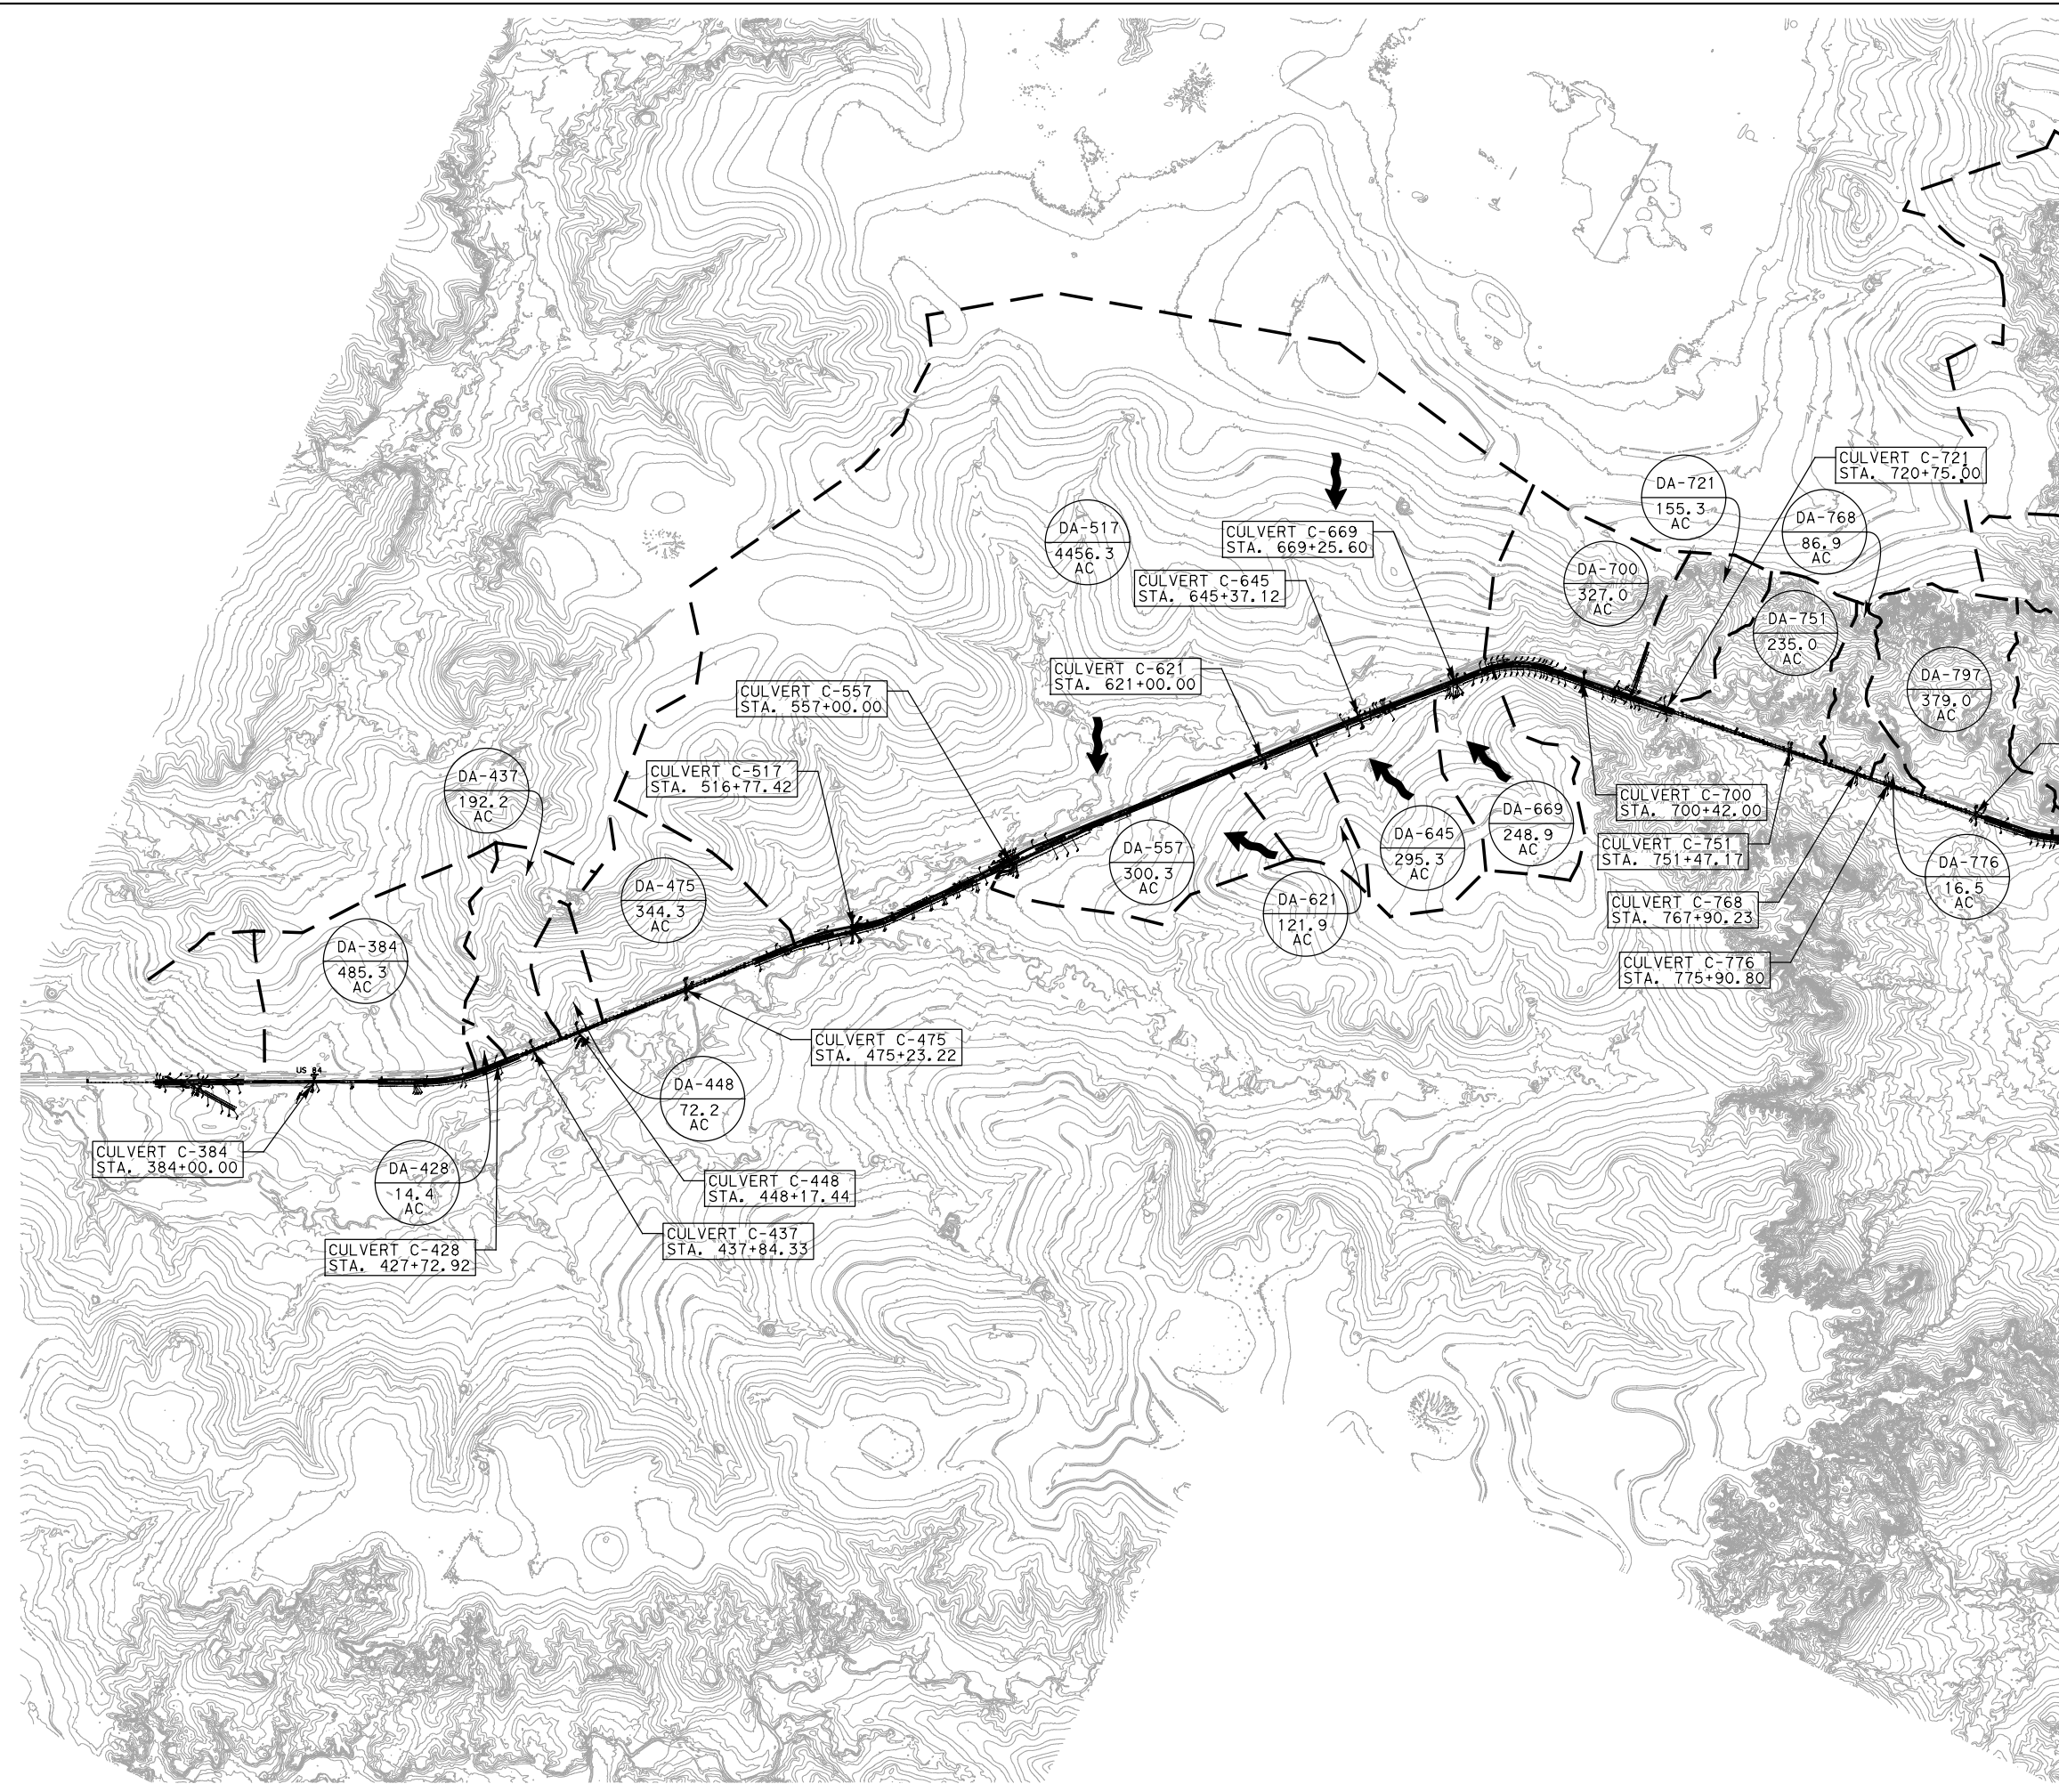 CULVERT C-721
STA. 720+75.00
DA-721
155.3
AC
DA-768
86.9
AC
DA-517
4456.3
AC
CULVERT C-669
STA. 669+25.60
DA-700
327.0
AC
CULVERT C-645
STA. 645+37.12
DA-751
235.0
AC
CULVERT C-621
STA. 621+00.00
DA-797
379.0
AC
CULVERT C-557
STA. 557+00.00
DA-437
192.2
AC
CULVERT C-517
STA. 516+77.42
CULVERT C-700
STA. 700+42.00
DA-669
248.9
AC
DA-645
295.3
AC
CULVERT C-751
STA. 751+47.17
DA-557
300.3
AC
DA-776
16.5
AC
DA-475
344.3
AC
DA-621
121.9
AC
CULVERT C-768
STA. 767+90.23
DA-384
485.3
AC
CULVERT C-776
STA. 775+90.80
CULVERT C-475
STA. 475+23.22
US 84
DA-448
72.2
AC
CULVERT C-384
STA. 384+00.00
DA-428
14.4
AC
CULVERT C-448
STA. 448+17.44
CULVERT C-437
STA. 437+84.33
CULVERT C-428
STA. 427+72.92